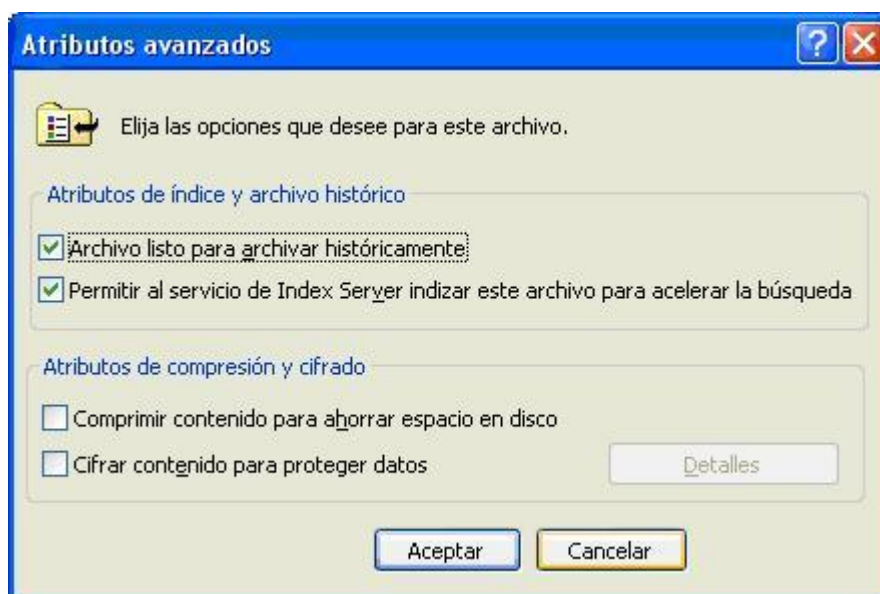 Atributos avanzados
Elija las opciones que desee para este archivo.
Atributos de índice y archivo histórico
Archivo listo para archivar históricamente
Permitir al servicio de Index Server indizar este archivo para acelerar la búsqueda
Atributos de compresión y cifrado
Comprimir contenido para ahorrar espacio en disco
Cifrar contenido para proteger datos
Detalles
Aceptar
Cancelar